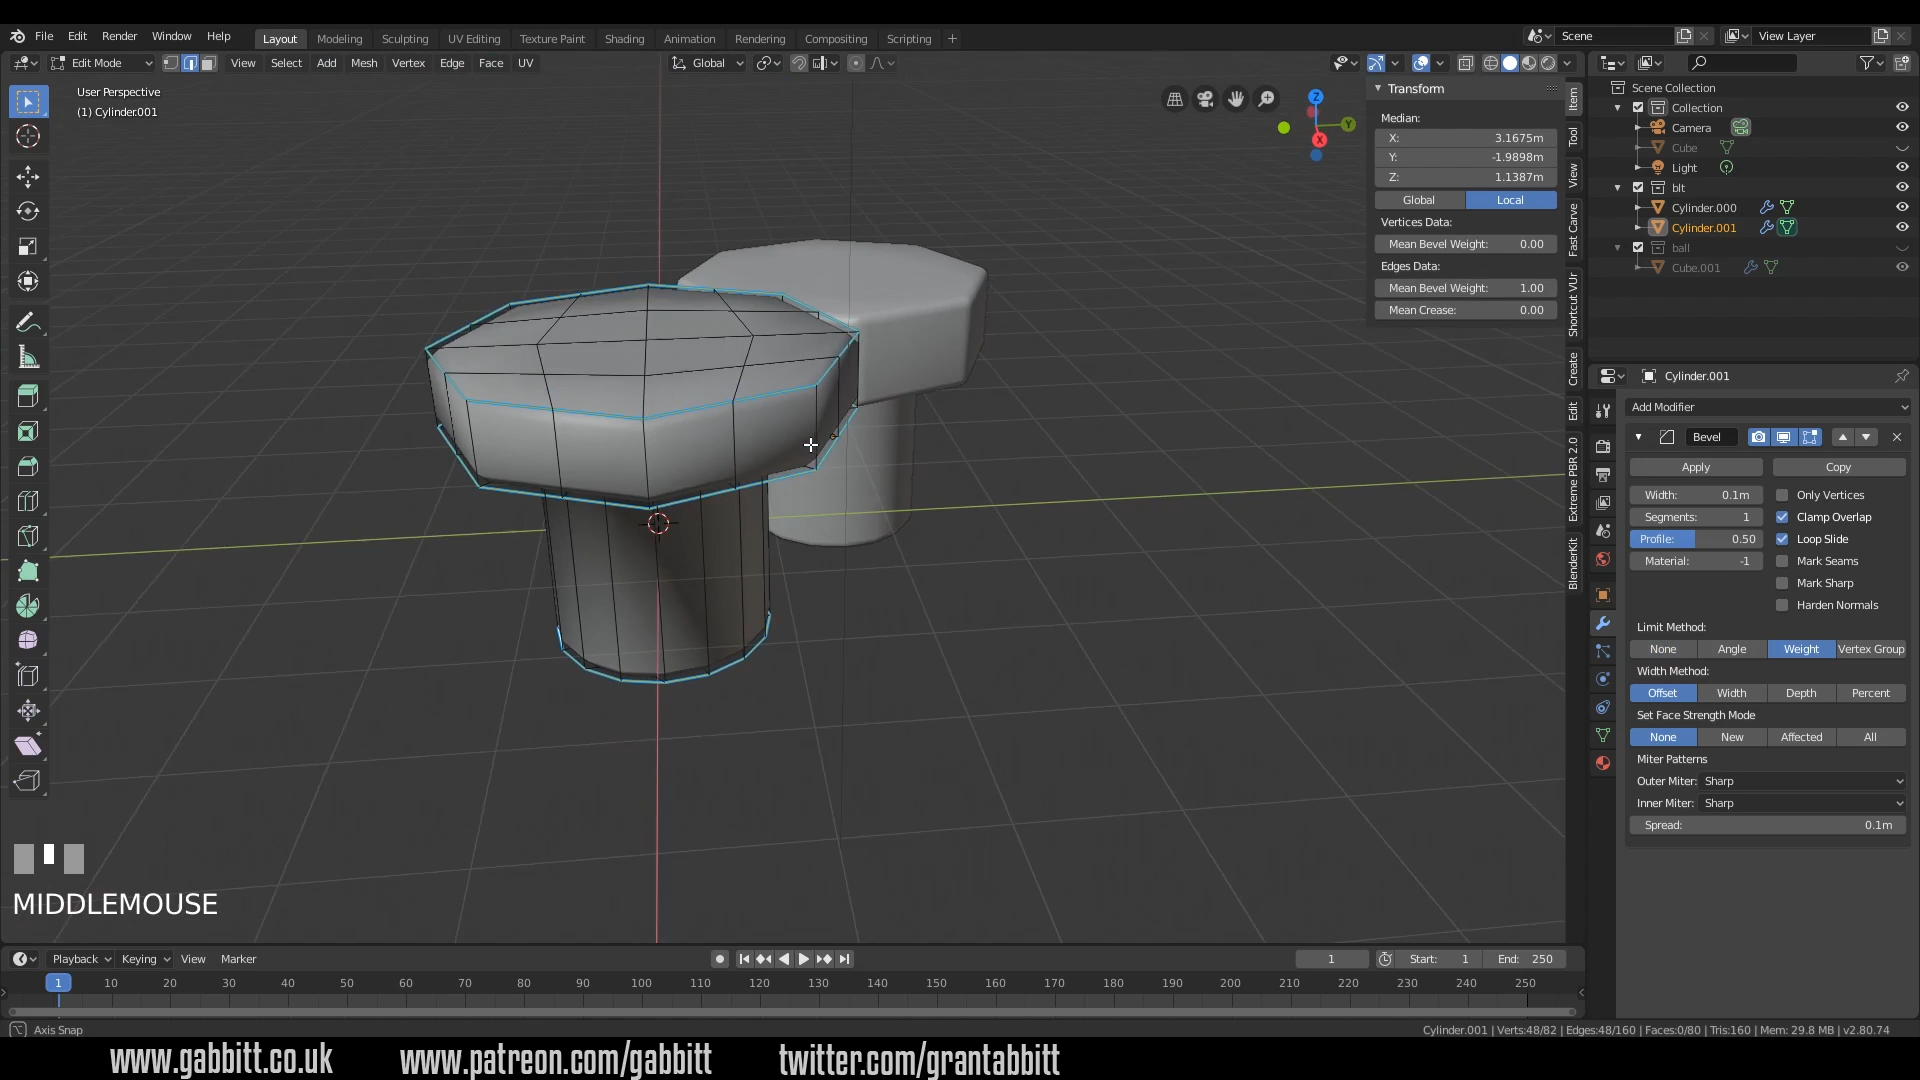 File Edit Render Window Help Layout Modeling Sculpting UV Editing Texture Paint Shading Animation Rendering Compositing Scripting + Scene View Layer
Edit Mode View Select Add Mesh Vertex Edge Face UV Global
User Perspective
(1) Cylinder.001
Z
Y
X
Transform
Median:
X: 3.1675m
Y: -1.9898m
Z: 1.1387m
Global Local
Vertices Data:
Mean Bevel Weight: 0.00
Edges Data:
Mean Bevel Weight: 1.00
Mean Crease: 0.00
Item
Tool
View
Fast Carve
Shortcut VUr
Create
Edit
Extreme PBR 2.0
BlenderKit
Scene Collection
Collection
Camera
Cube
Light
blt
Cylinder.000
Cylinder.001
ball
Cube.001
Cylinder.001
Add Modifier
Bevel
Apply Copy
Width: 0.1m Only Vertices
Segments: 1 Clamp Overlap
Profile: 0.50 Loop Slide
Material: -1 Mark Seams
Mark Sharp
Harden Normals
Limit Method:
None Angle Weight Vertex Group
Width Method:
Offset Width Depth Percent
Set Face Strength Mode
None New Affected All
Miter Patterns
Outer Miter: Sharp
Inner Miter: Sharp
Spread: 0.1m
MIDDLEMOUSE
Playback Keying View Marker 1 Start: 1 End: 250
1 10 20 30 40 50 60 70 80 90 100 110 120 130 140 150 160 170 180 190 200 210 220 230 240 250
Axis Snap Cylinder.001 | Verts:48/82 | Edges:48/160 | Faces:0/80 | Tris:160 | Mem: 29.8 MB | v2.80.74
www.gabbitt.co.uk www.patreon.com/gabbitt twitter.com/grantabbitt